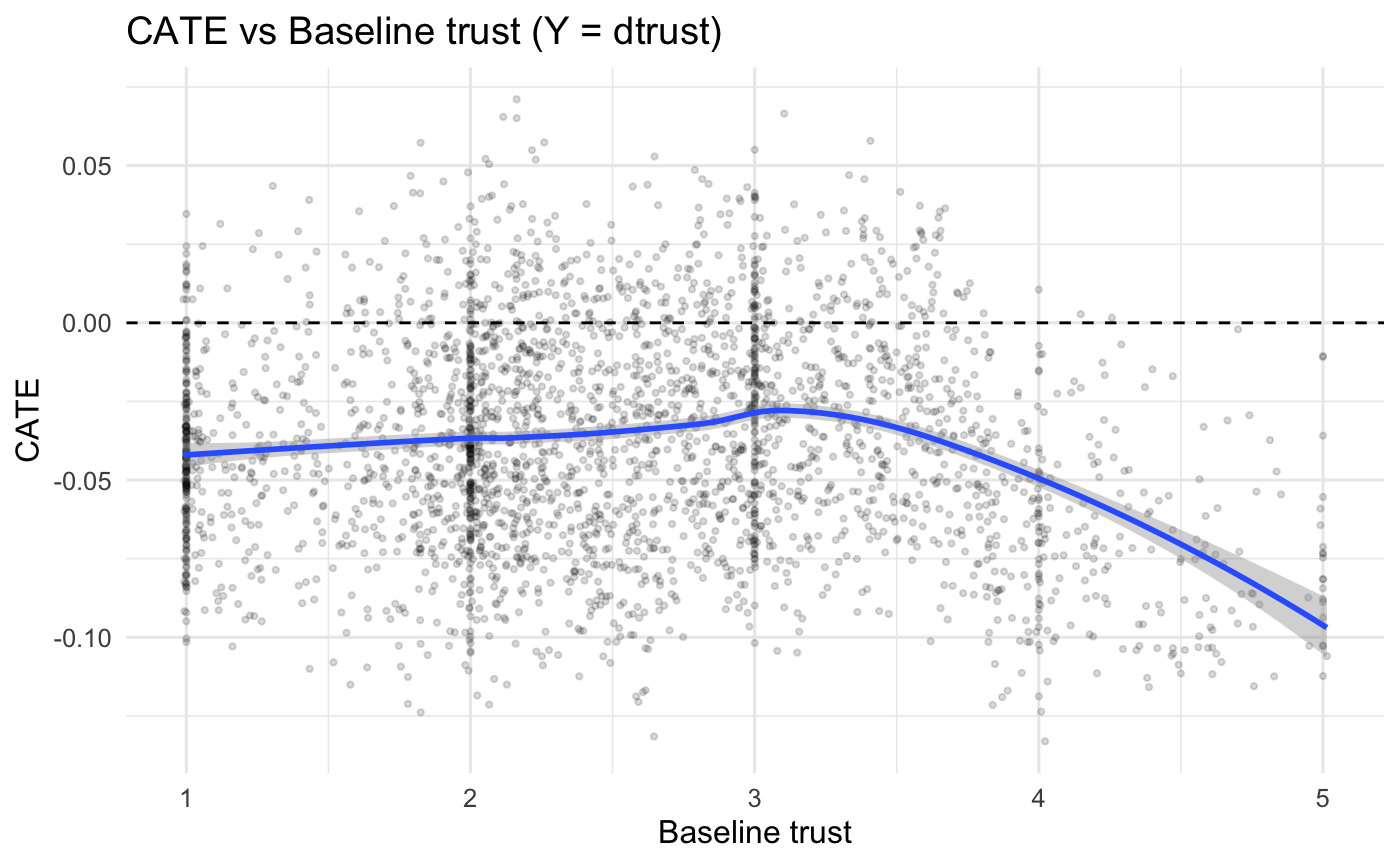 CATE vs Baseline trust (Y = dtrust)
0.05
0.00
-0.05
-0.10
CATE
1 2 3 4 5
Baseline trust